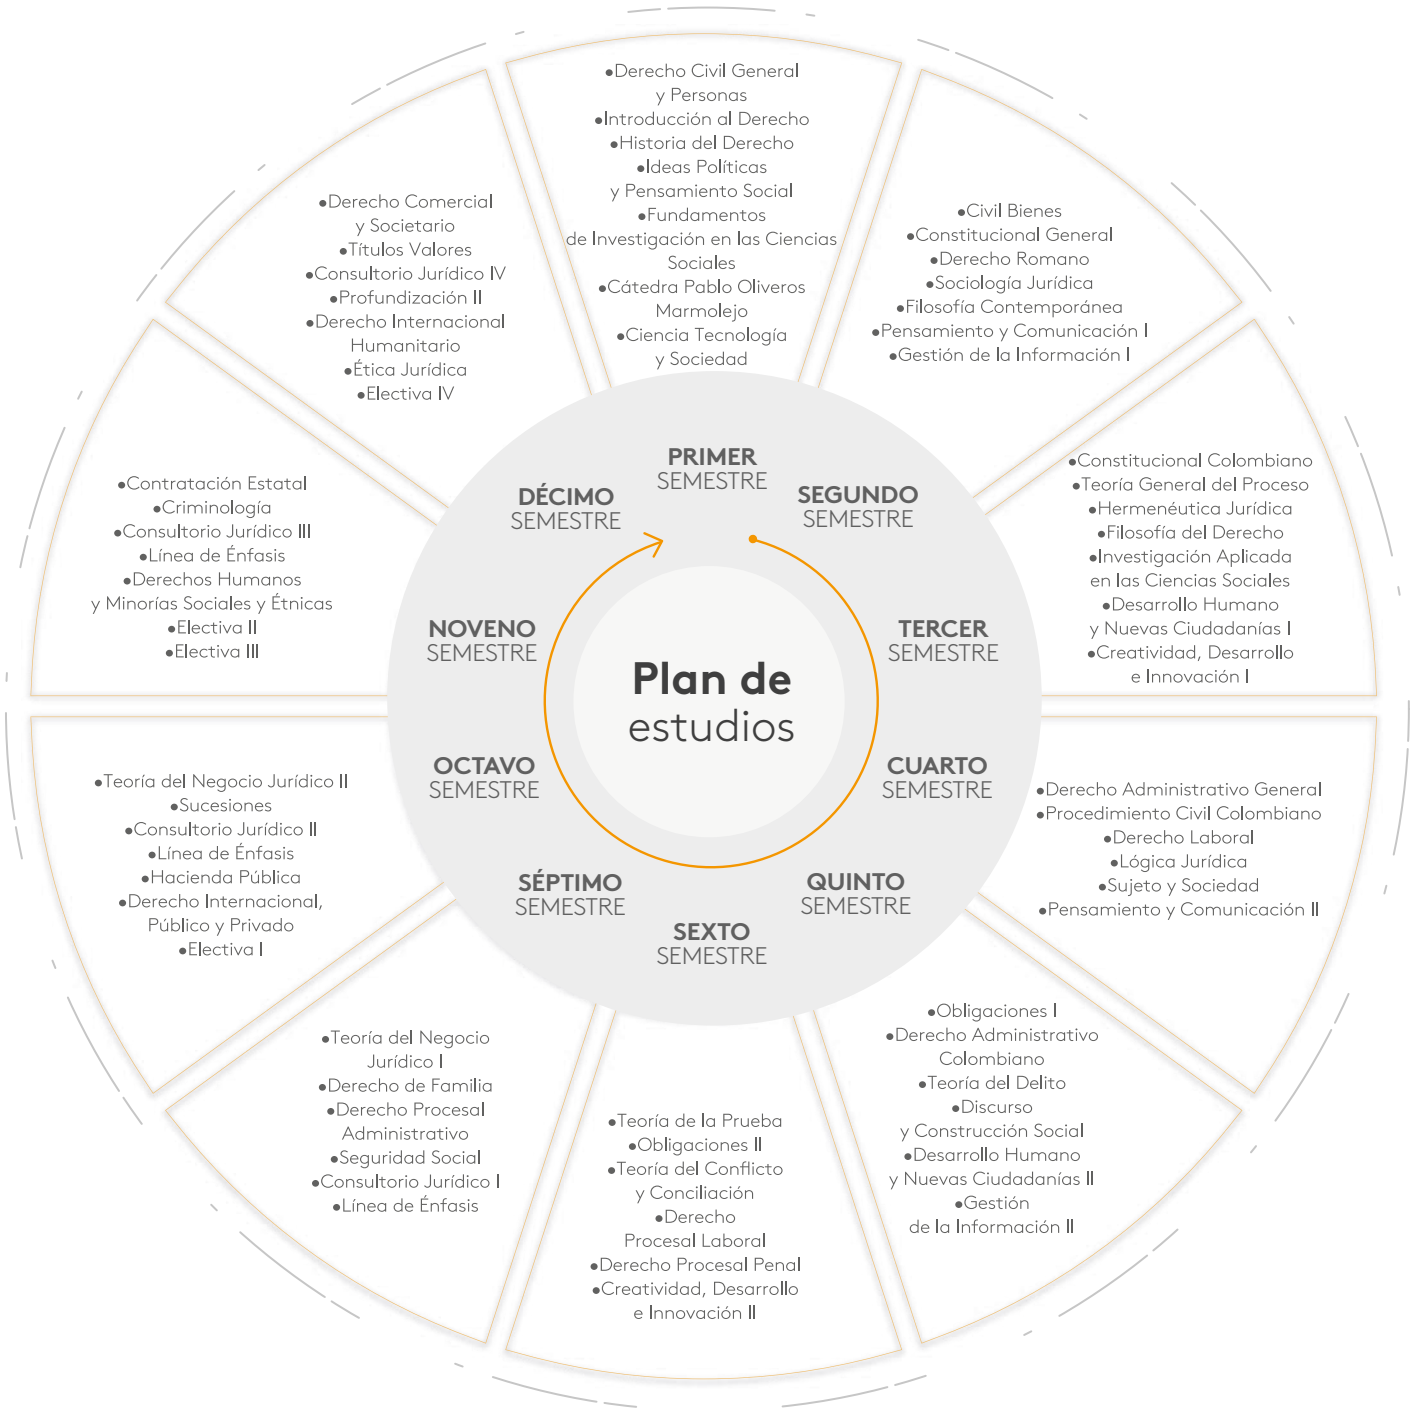 Plan de
estudios
PRIMER
SEMESTRE
●Derecho Civil General
y Personas
●Introducción al Derecho
●Historia del Derecho
●Ideas Políticas
y Pensamiento Social
●Fundamentos
de Investigación en las Ciencias
Sociales
●Cátedra Pablo Oliveros
Marmolejo
●Ciencia Tecnología
y Sociedad
SEGUNDO
SEMESTRE
●Civil Bienes
●Constitucional General
●Derecho Romano
●Sociología Jurídica
●Filosofía Contemporánea
●Pensamiento y Comunicación I
●Gestión de la Información I
TERCER
SEMESTRE
●Constitucional Colombiano
●Teoría General del Proceso
●Hermenéutica Jurídica
●Filosofía del Derecho
●Investigación Aplicada
en las Ciencias Sociales
●Desarrollo Humano
y Nuevas Ciudadanías I
●Creatividad, Desarrollo
e Innovación I
CUARTO
SEMESTRE
●Derecho Administrativo General
●Procedimiento Civil Colombiano
●Derecho Laboral
●Lógica Jurídica
●Sujeto y Sociedad
●Pensamiento y Comunicación II
QUINTO
SEMESTRE
●Obligaciones I
●Derecho Administrativo
Colombiano
●Teoría del Delito
●Discurso
y Construcción Social
●Desarrollo Humano
y Nuevas Ciudadanías II
●Gestión
de la Información II
SEXTO
SEMESTRE
●Teoría de la Prueba
●Obligaciones II
●Teoría del Conflicto
y Conciliación
●Derecho
Procesal Laboral
●Derecho Procesal Penal
●Creatividad, Desarrollo
e Innovación II
SÉPTIMO
SEMESTRE
●Teoría del Negocio
Jurídico I
●Derecho de Familia
●Derecho Procesal
Administrativo
●Seguridad Social
●Consultorio Jurídico I
●Línea de Énfasis
OCTAVO
SEMESTRE
●Teoría del Negocio Jurídico II
●Sucesiones
●Consultorio Jurídico II
●Línea de Énfasis
●Hacienda Pública
●Derecho Internacional,
Público y Privado
●Electiva I
NOVENO
SEMESTRE
●Contratación Estatal
●Criminología
●Consultorio Jurídico III
●Línea de Énfasis
●Derechos Humanos
y Minorías Sociales y Étnicas
●Electiva II
●Electiva III
DÉCIMO
SEMESTRE
●Derecho Comercial
y Societario
●Títulos Valores
●Consultorio Jurídico IV
●Profundización II
●Derecho Internacional
Humanitario
●Ética Jurídica
●Electiva IV